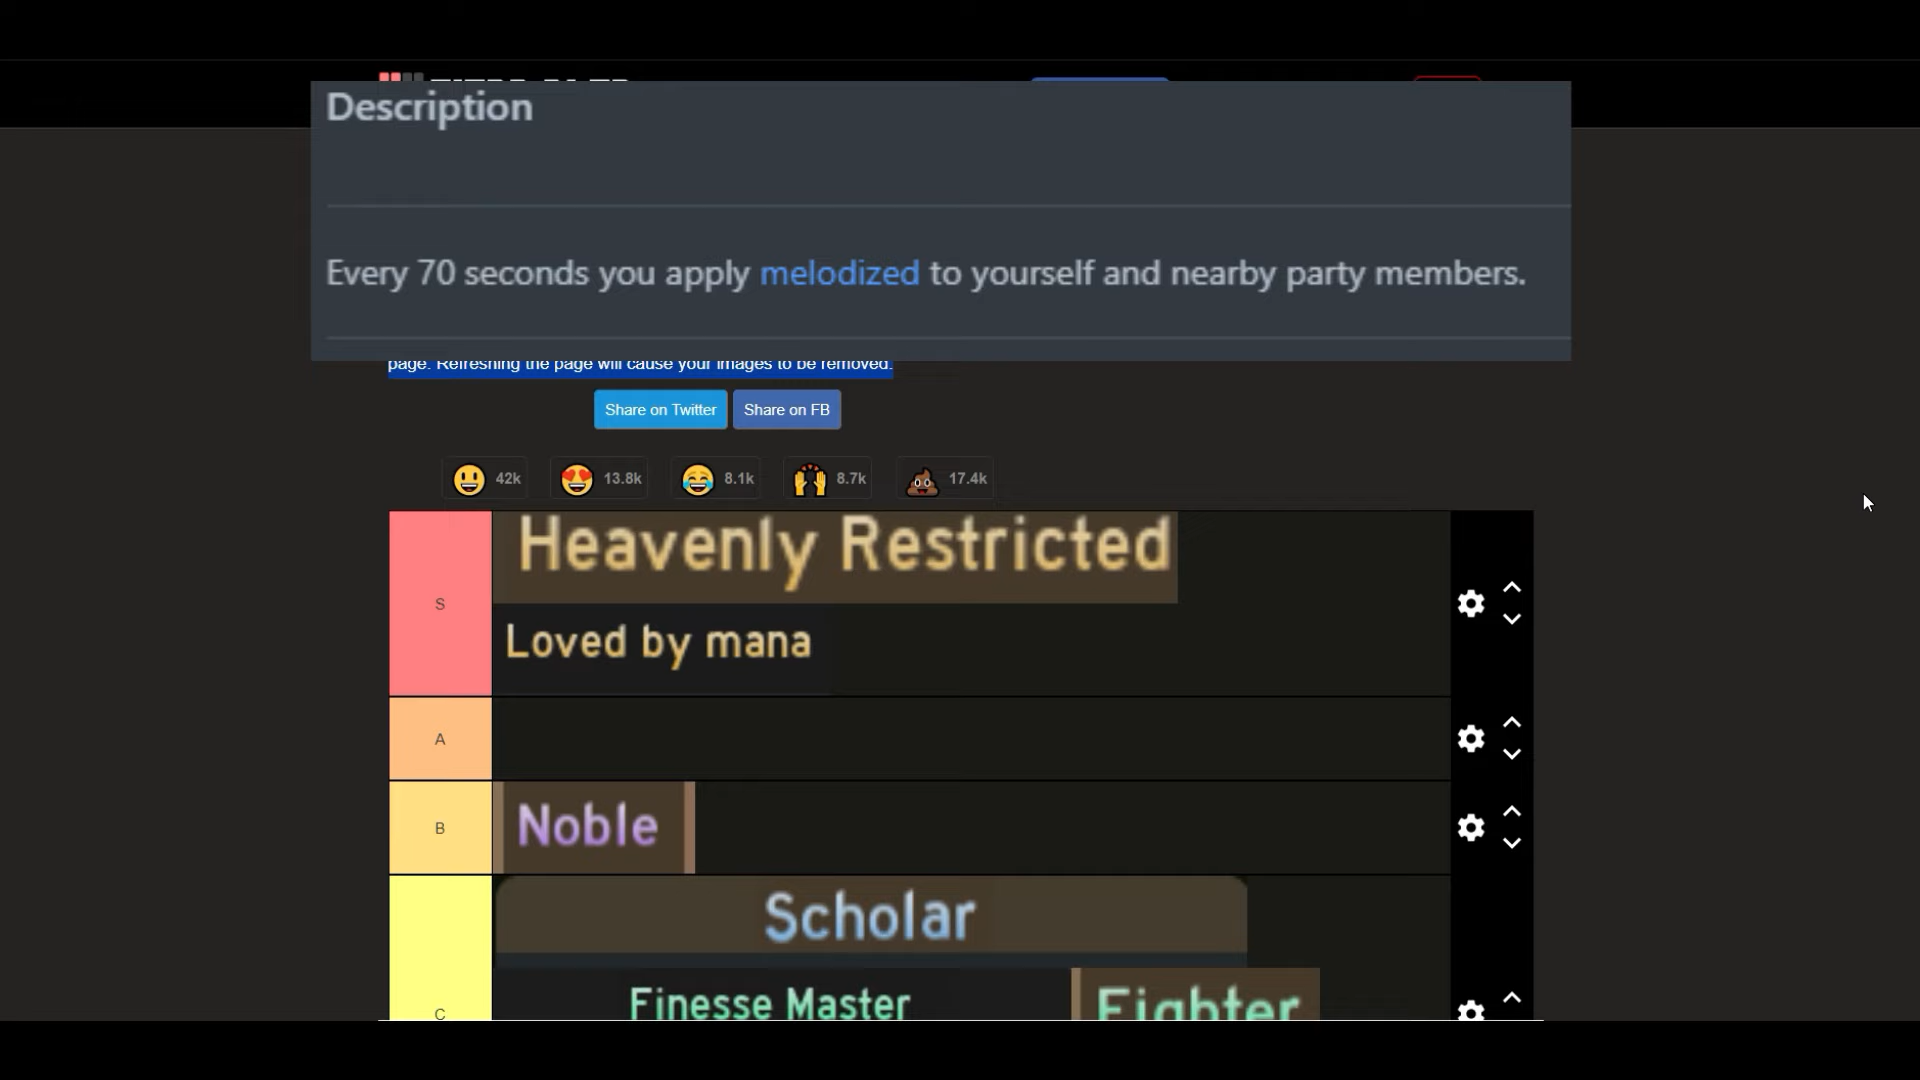 Description
Every 70 seconds you apply melodized to yourself and nearby party members.
page. Refreshing the page will cause your images to be removed.
Share on Twitter Share on FB
42k 13.8k 8.1k 8.7k 17.4k
S
Heavenly Restricted
Loved by mana
A
B
Noble
C
Scholar
Finesse Master
Fighter